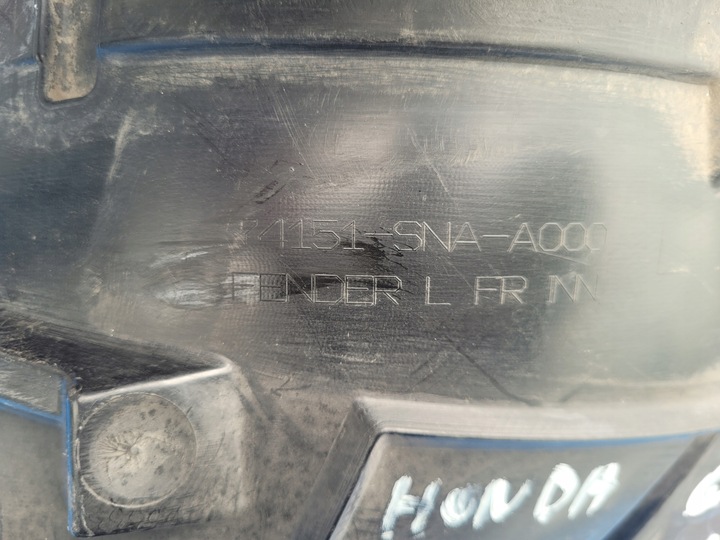 74151-SNA-A000
FENDER L FR INN
HONDA